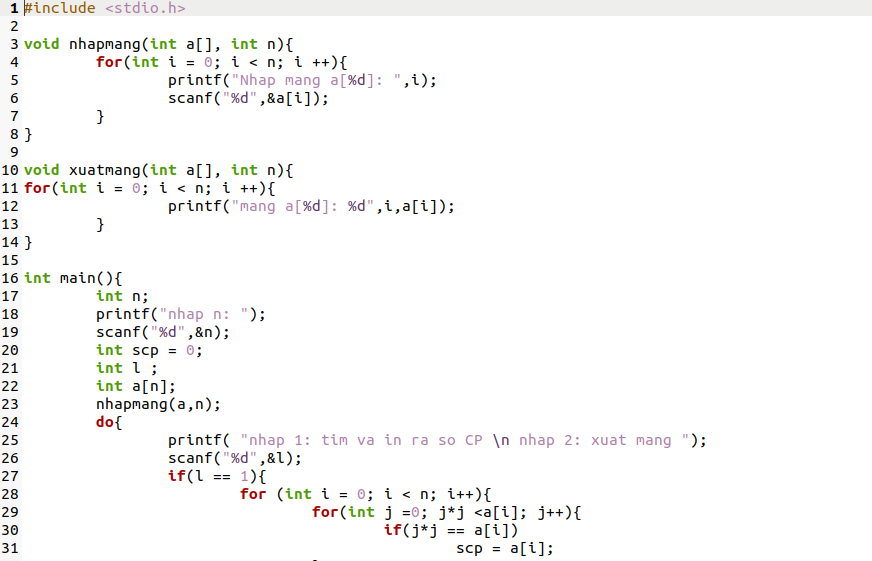 1 #include <stdio.h>
2
3 void nhapmang(int a[], int n){
4 for(int i = 0; i < n; i ++){
5 printf("Nhap mang a[%d]: ",i);
6 scanf("%d",&a[i]);
7 }
8 }
9
10 void xuatmang(int a[], int n){
11 for(int i = 0; i < n; i ++){
12 printf("mang a[%d]: %d",i,a[i]);
13 }
14 }
15
16 int main(){
17 int n;
18 printf("nhap n: ");
19 scanf("%d",&n);
20 int scp = 0;
21 int l ;
22 int a[n];
23 nhapmang(a,n);
24 do{
25 printf( "nhap 1: tim va in ra so CP \n nhap 2: xuat mang ");
26 scanf("%d",&l);
27 if(l == 1){
28 for (int i = 0; i < n; i++){
29 for(int j =0; j*j <a[i]; j++){
30 if(j*j == a[i])
31 scp = a[i];